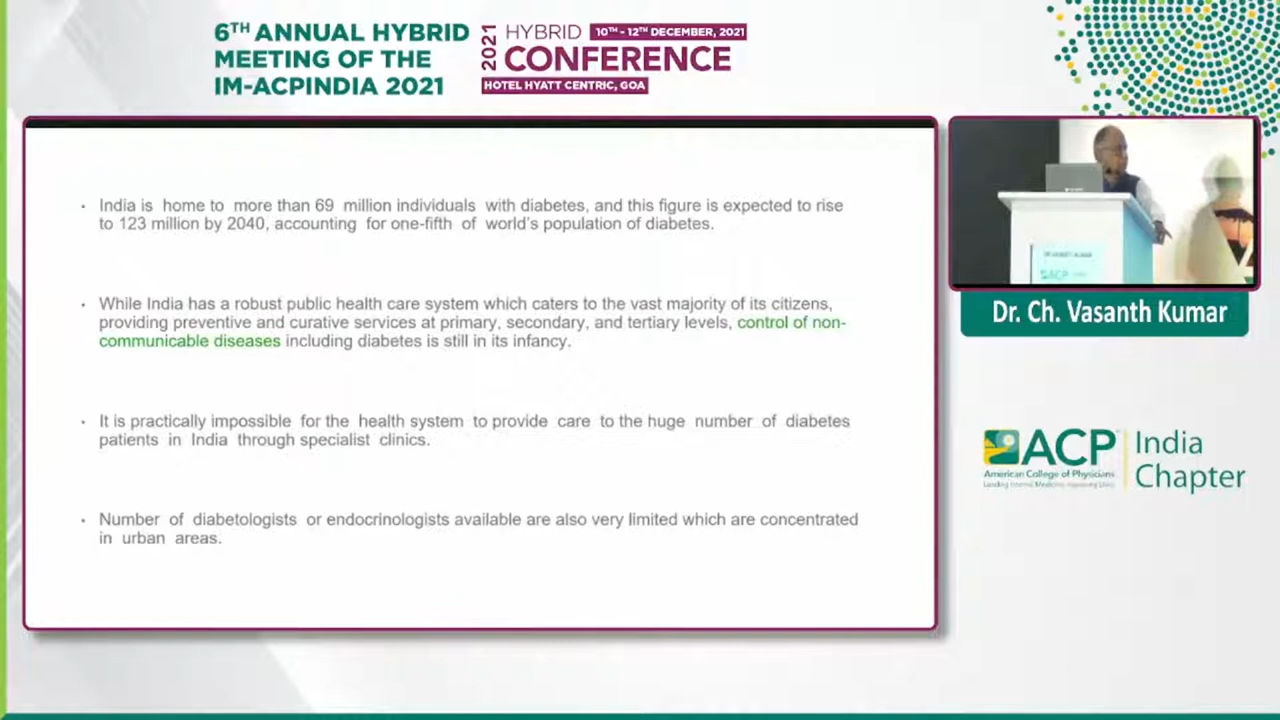 6TH ANNUAL HYBRID
MEETING OF THE
IM-ACPINDIA 2021
2021
HYBRID
10TH - 12TH DECEMBER, 2021
CONFERENCE
HOTEL HYATT CENTRIC, GOA
· India is home to more than 69 million individuals with diabetes, and this figure is expected to rise
to 123 million by 2040, accounting for one-fifth of world's population of diabetes.
· While India has a robust public health care system which caters to the vast majority of its citizens,
providing preventive and curative services at primary, secondary, and tertiary levels, control of non-
communicable diseases including diabetes is still in its infancy.
· It is practically impossible for the health system to provide care to the huge number of diabetes
patients in India through specialist clinics.
· Number of diabetologists or endocrinologists available are also very limited which are concentrated
in urban areas.
ACP
Dr. Ch. Vasanth Kumar
ACP
American College of Physicians
Leading Internal Medicine, Improving Lives
India
Chapter